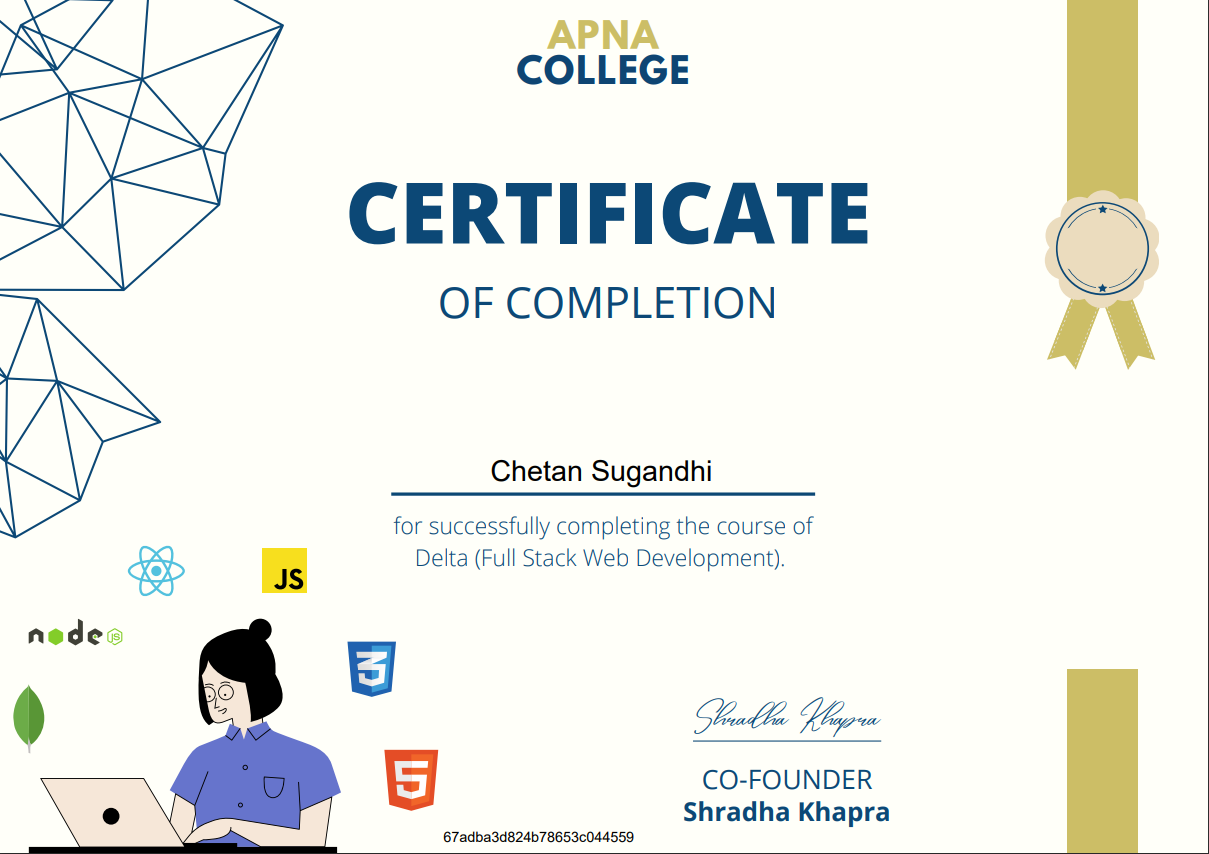 APNA
COLLEGE
CERTIFICATE
OF COMPLETION
Chetan Sugandhi
for successfully completing the course of
Delta (Full Stack Web Development).
JS
node
JS
3
5
Shradha Khapra
CO-FOUNDER
Shradha Khapra
67adba3d824b78653c044559